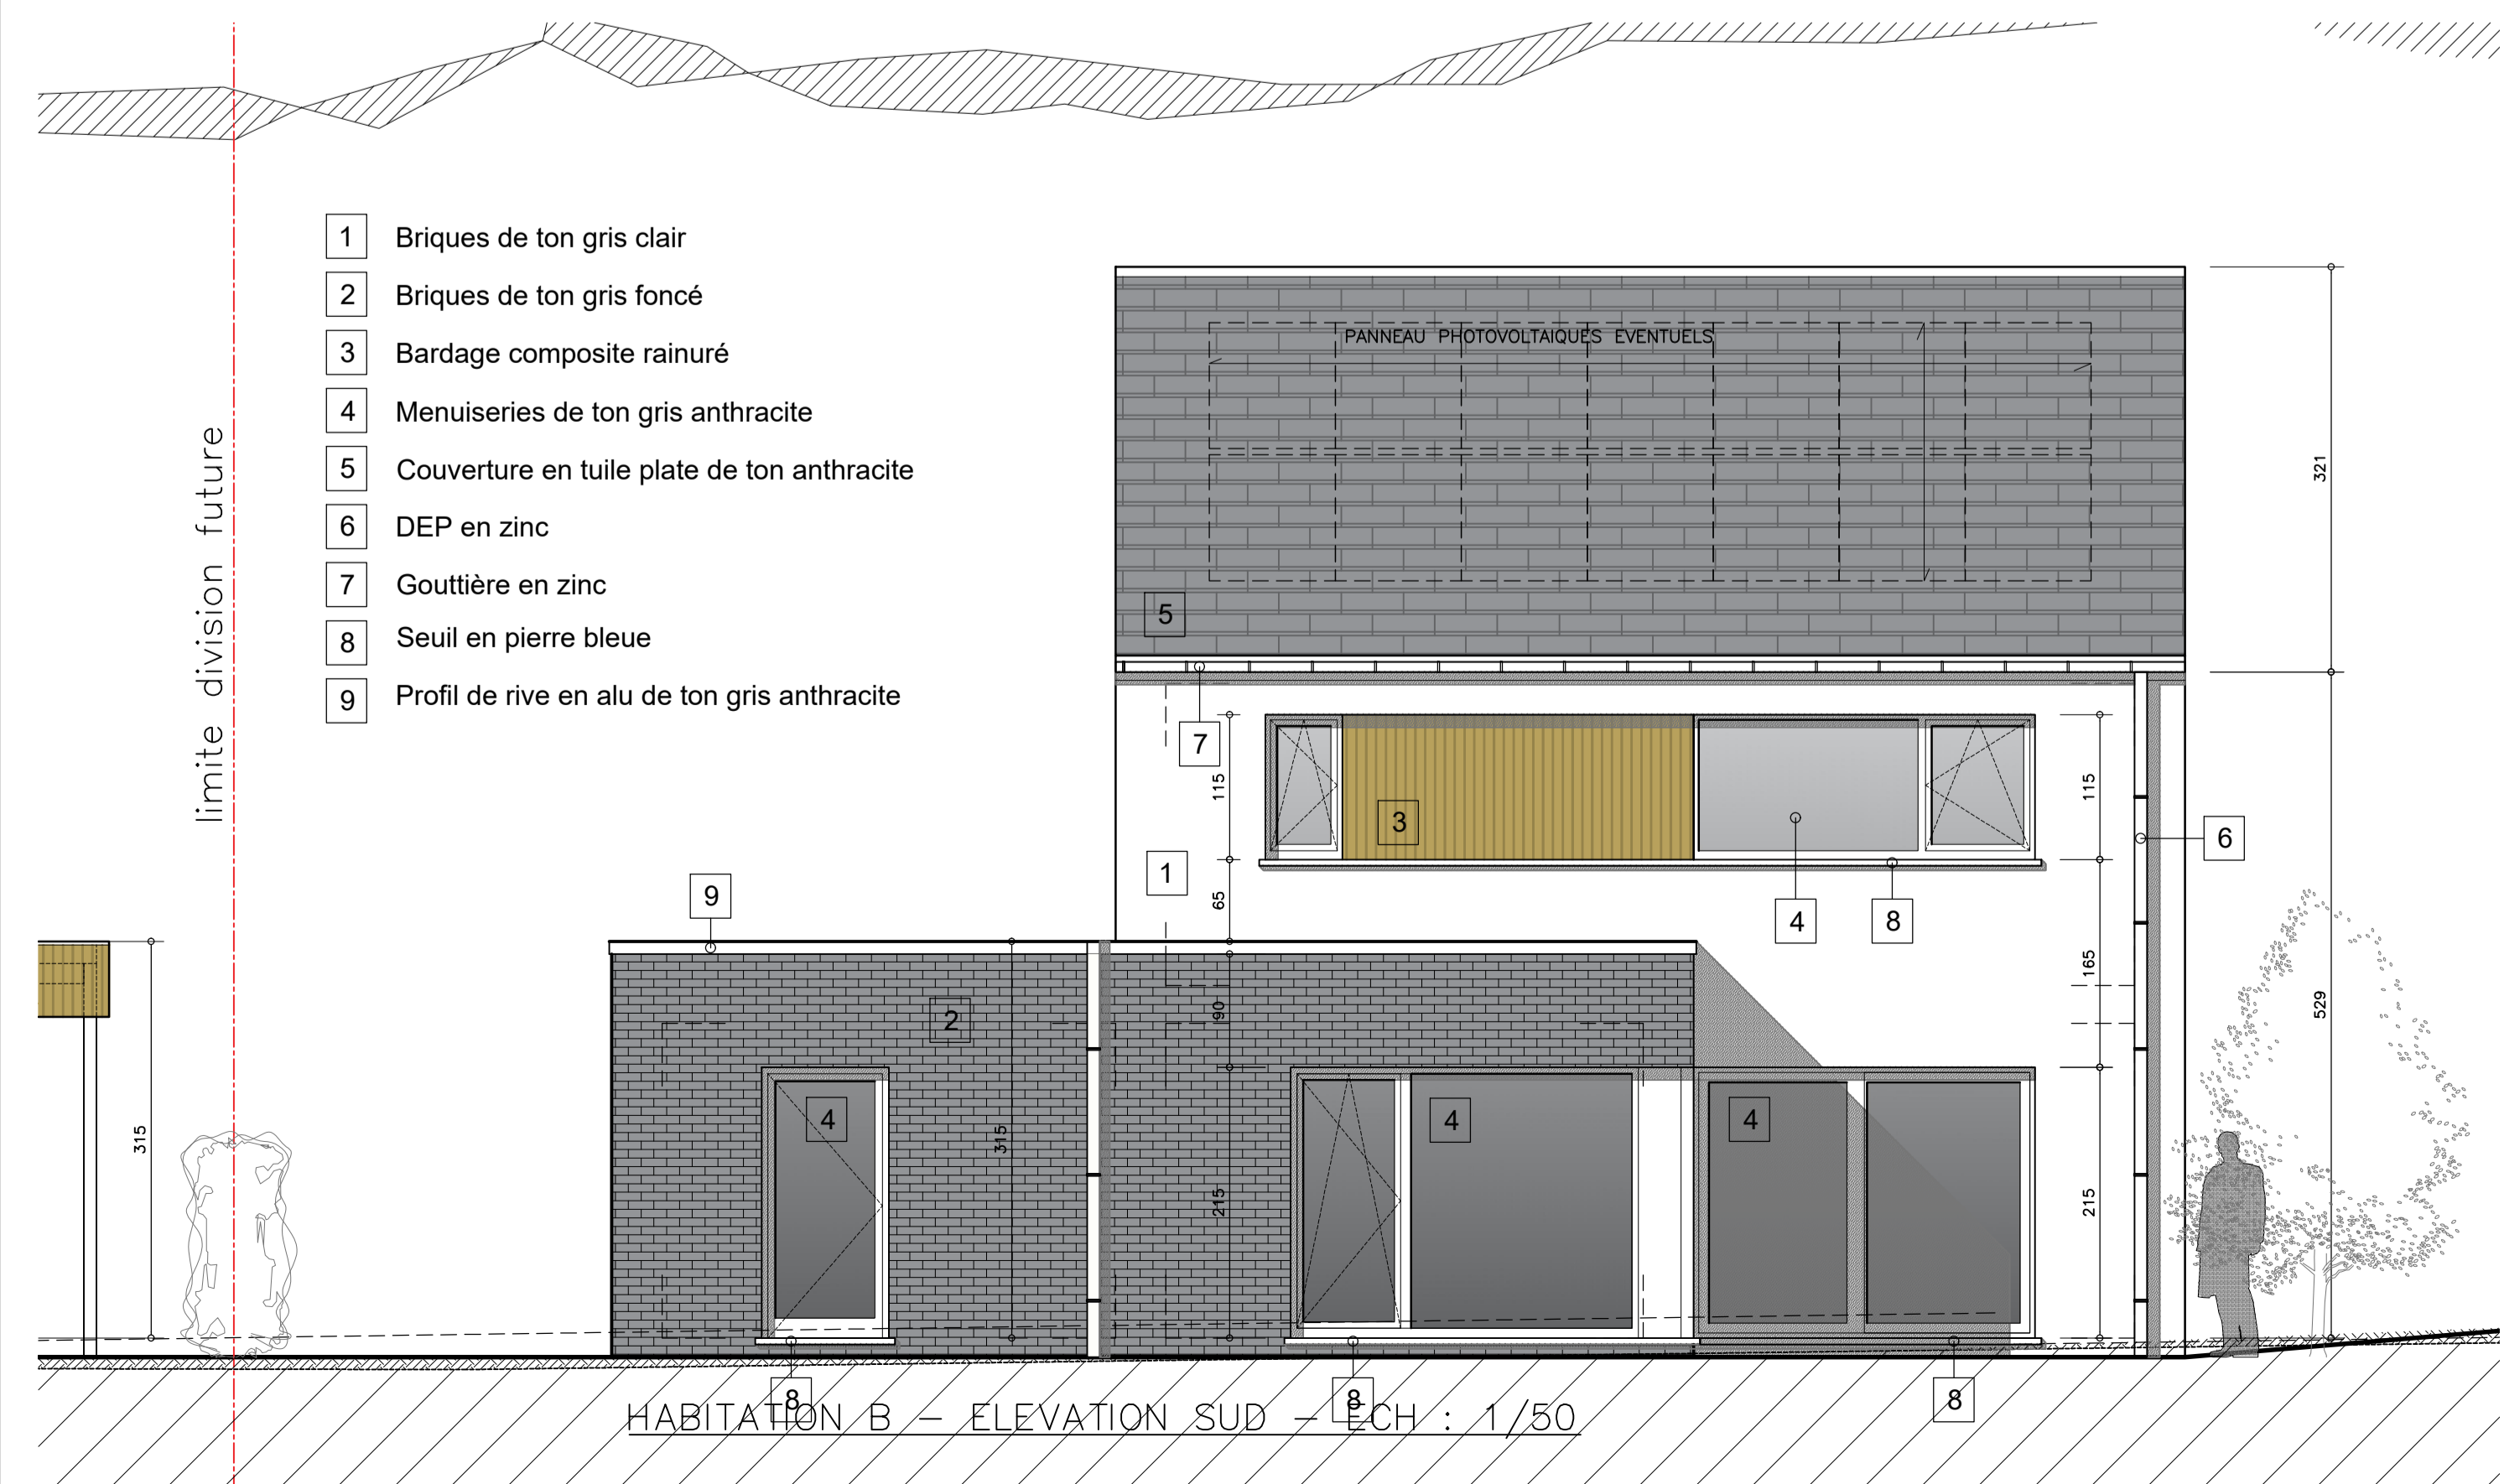 1 Briques de ton gris clair
2 Briques de ton gris foncé
3 Bardage composite rainuré
4 Menuiseries de ton gris anthracite
5 Couverture en tuile plate de ton anthracite
6 DEP en zinc
7 Gouttière en zinc
8 Seuil en pierre bleue
9 Profil de rive en alu de ton gris anthracite
limite division future
PANNEAU PHOTOVOLTAIQUES EVENTUELS
321
5
7
115
3
115
6
1
65
4
8
9
165
2
90
529
315
315
4
4
4
215
215
8
8
8
HABITATION B – ELEVATION SUD – ECH : 1/50